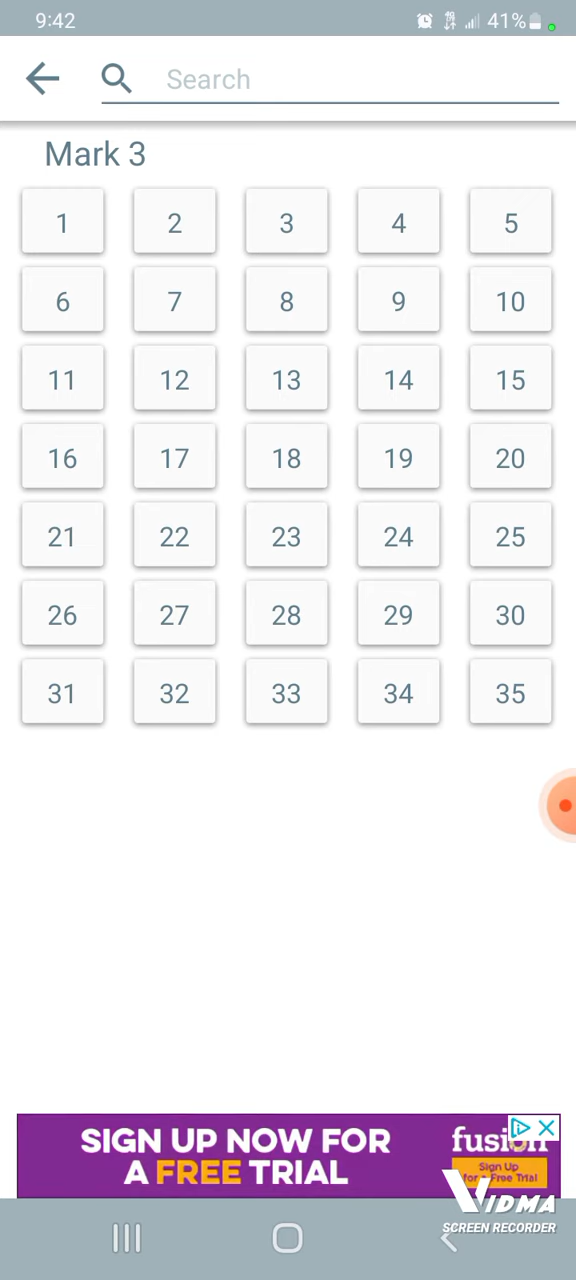 9:42
4G
41%
Search
Mark 3
1 2 3 4 5
6 7 8 9 10
11 12 13 14 15
16 17 18 19 20
21 22 23 24 25
26 27 28 29 30
31 32 33 34 35
SIGN UP NOW FOR
A FREE TRIAL
fusion
Sign Up
for a Free Trial
VIDMA
SCREEN RECORDER